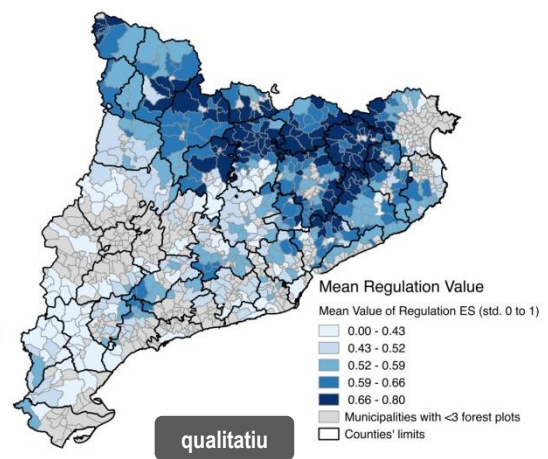 Mean Regulation Value
Mean Value of Regulation ES (std. 0 to 1)
0.00 - 0.43
0.43 - 0.52
0.52 - 0.59
0.59 - 0.66
0.66 - 0.80
Municipalities with <3 forest plots
Counties' limits
qualitatiu